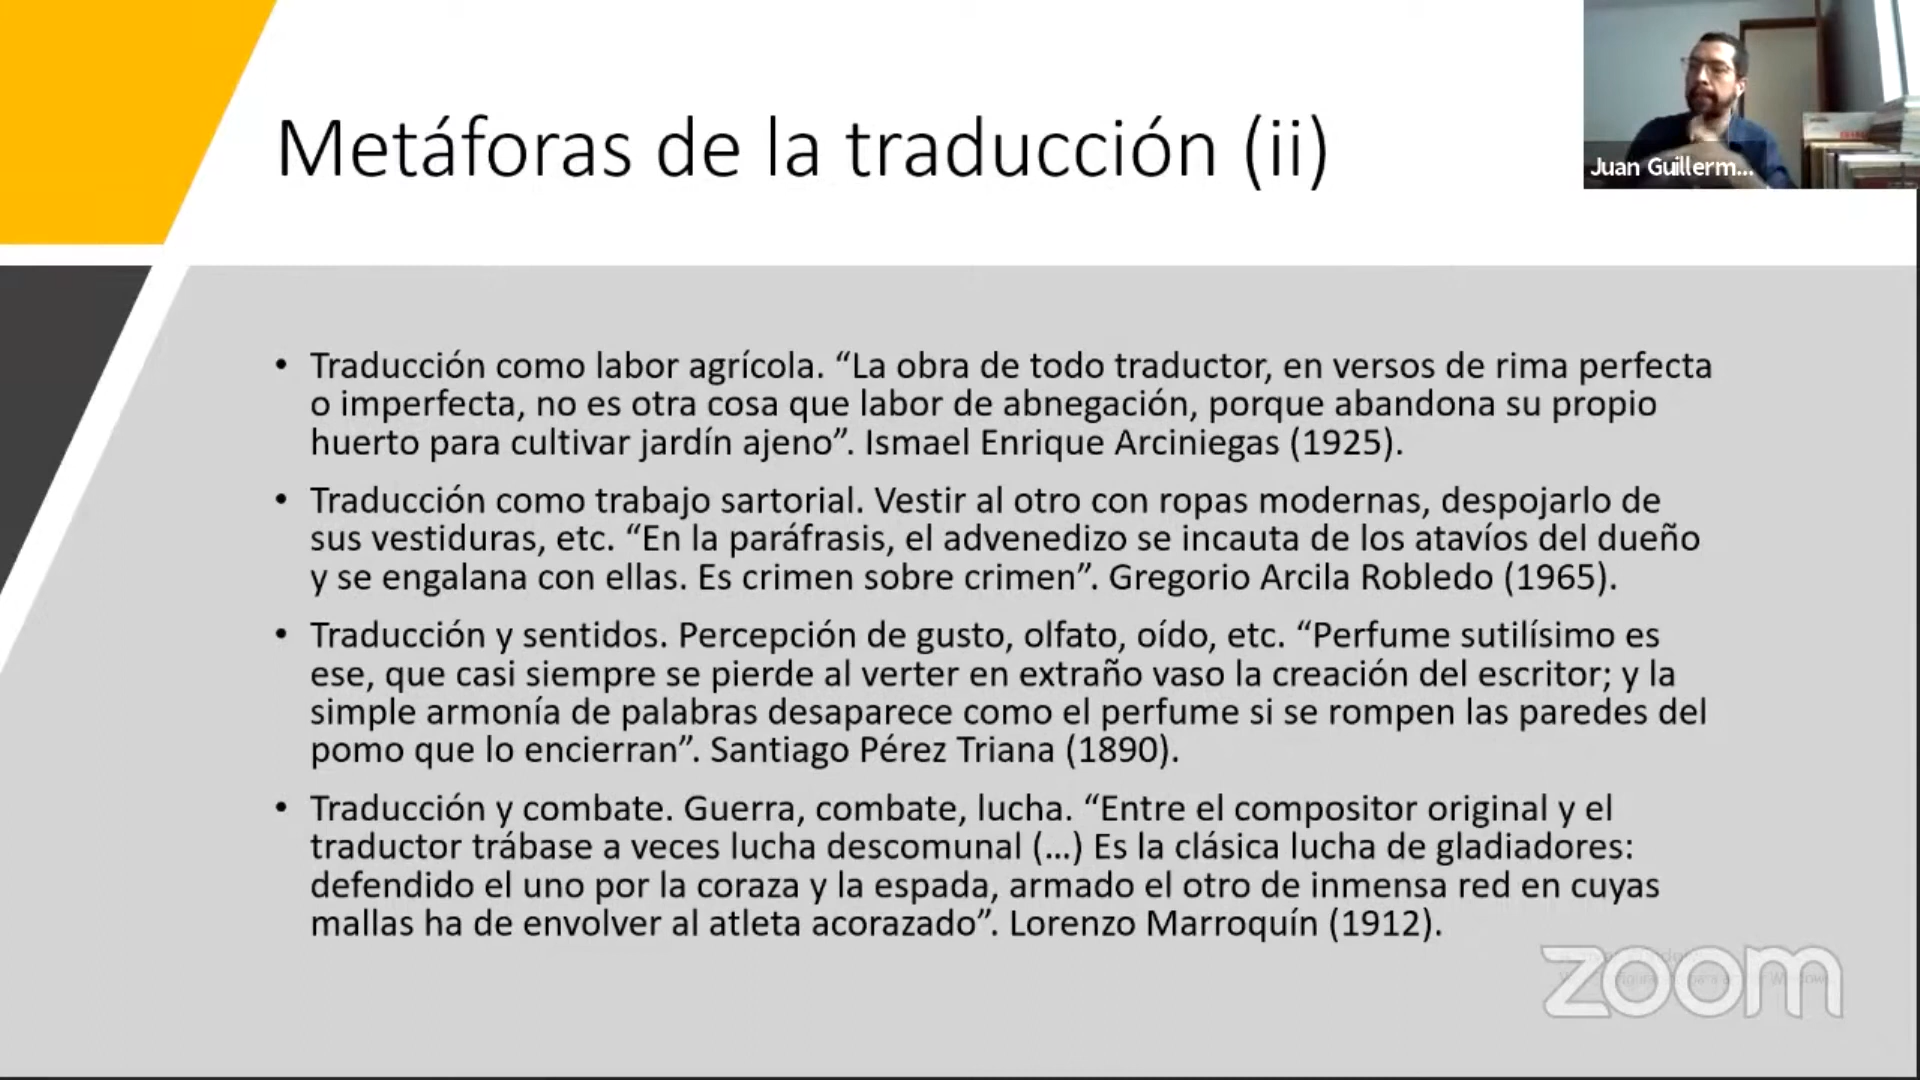 Metáforas de la traducción (ii)
Juan Guillerm...
• Traducción como labor agrícola. “La obra de todo traductor, en versos de rima perfecta
o imperfecta, no es otra cosa que labor de abnegación, porque abandona su propio
huerto para cultivar jardín ajeno”. Ismael Enrique Arciniegas (1925).
• Traducción como trabajo sartorial. Vestir al otro con ropas modernas, despojarlo de
sus vestiduras, etc. “En la paráfrasis, el advenedizo se incauta de los atavíos del dueño
y se engalana con ellas. Es crimen sobre crimen”. Gregorio Arcila Robledo (1965).
• Traducción y sentidos. Percepción de gusto, olfato, oído, etc. “Perfume sutilísimo es
ese, que casi siempre se pierde al verter en extraño vaso la creación del escritor; y la
simple armonía de palabras desaparece como el perfume si se rompen las paredes del
pomo que lo encierran”. Santiago Pérez Triana (1890).
• Traducción y combate. Guerra, combate, lucha. “Entre el compositor original y el
traductor trábase a veces lucha descomunal (…) Es la clásica lucha de gladiadores:
defendido el uno por la coraza y la espada, armado el otro de inmensa red en cuyas
mallas ha de envolver al atleta acorazado”. Lorenzo Marroquín (1912).
zoom